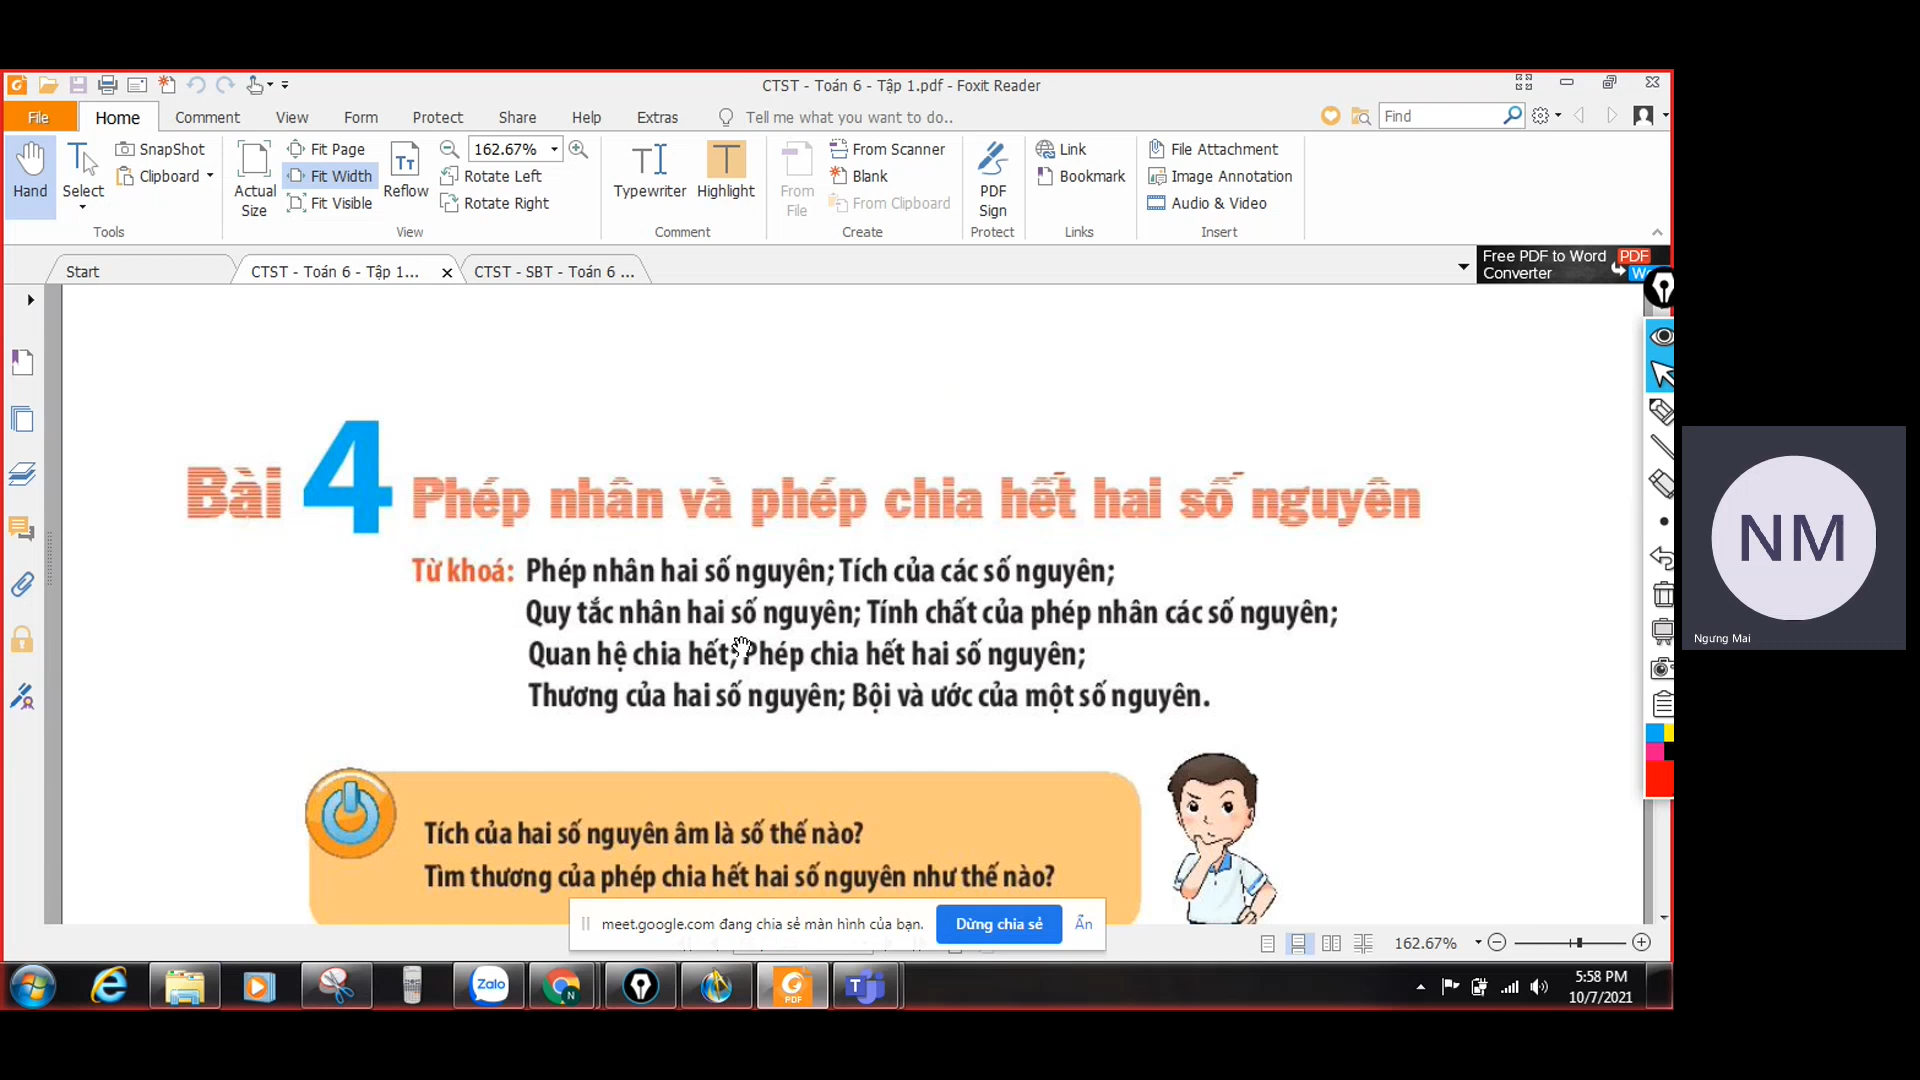 CTST - Toán 6 - Tập 1.pdf - Foxit Reader
File Home Comment View Form Protect Share Help Extras Tell me what you want to do.. Find
Hand
Select
SnapShot
Clipboard
Tools
Actual Size
Fit Page
Fit Width
Fit Visible
Reflow
162.67%
Rotate Left
Rotate Right
View
Typewriter
Highlight
Comment
From File
From Scanner
Blank
From Clipboard
Create
PDF Sign
Protect
Link
Bookmark
Links
File Attachment
Image Annotation
Audio & Video
Insert
Start CTST - Toán 6 - Tập 1... CTST - SBT - Toán 6 ...
Free PDF to Word PDF
Converter
Bài 4 Phép nhân và phép chia hết hai số nguyên
Từ khoá: Phép nhân hai số nguyên; Tích của các số nguyên;
Quy tắc nhân hai số nguyên; Tính chất của phép nhân các số nguyên;
Quan hệ chia hết; Phép chia hết hai số nguyên;
Thương của hai số nguyên; Bội và ước của một số nguyên.
Tích của hai số nguyên âm là số thế nào?
Tìm thương của phép chia hết hai số nguyên như thế nào?
meet.google.com đang chia sẻ màn hình của bạn. Dừng chia sẻ Ẩn
162.67%
Zalo
N
PDF
T
5:58 PM
10/7/2021
NM
Ngưng Mai